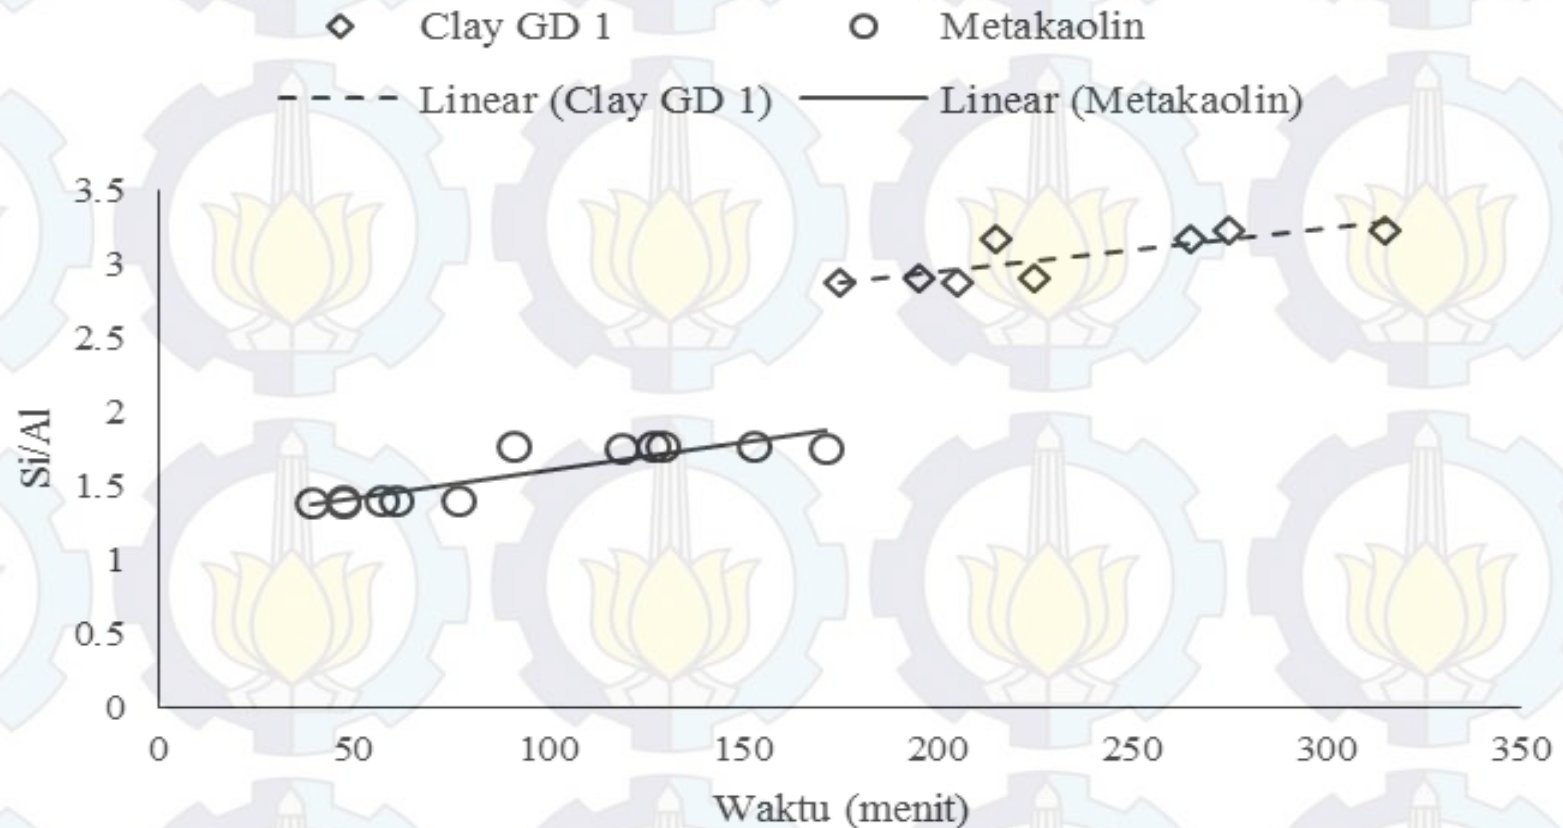 Clay GD 1 Metakaolin
Linear (Clay GD 1) Linear (Metakaolin)
3.5
3
2.5
2
1.5
1
0.5
0
Si/Al
0 50 100 150 200 250 300 350
Waktu (menit)